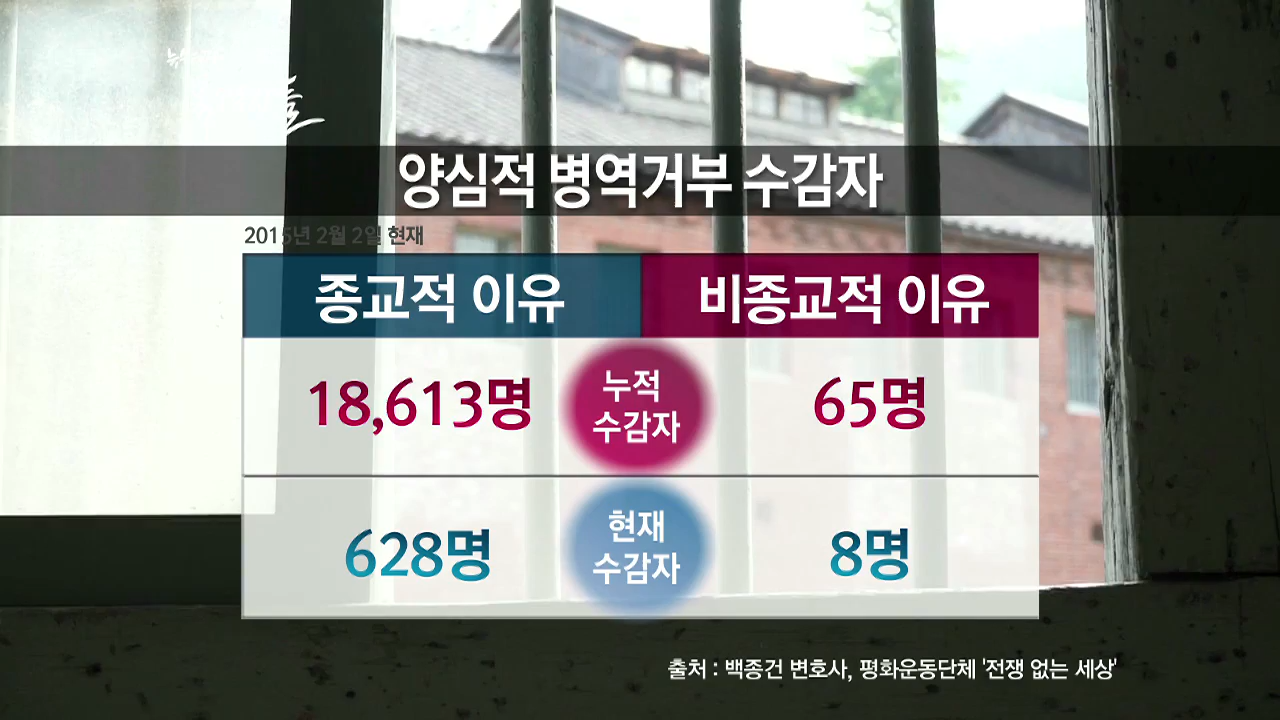 양심적 병역거부 수감자
2015년 2월 2일 현재
종교적 이유
비종교적 이유
18,613명
누적
수감자
65명
628명
현재
수감자
8명
출처 : 백종건 변호사, 평화운동단체 '전쟁 없는 세상'